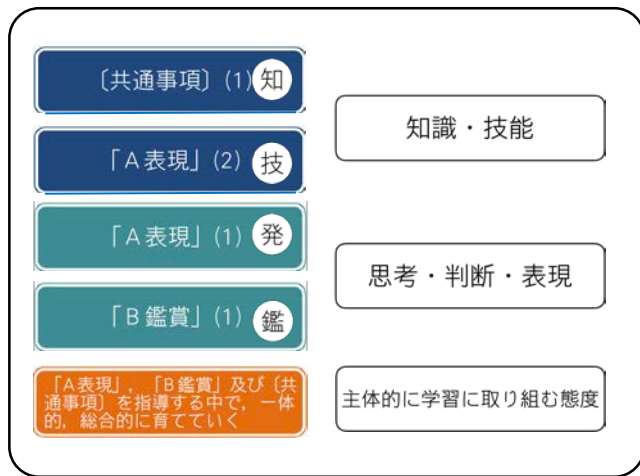 〔共通事項〕(1) 知
「A表現」(2) 技
知識・技能
「A表現」(1) 発
「B鑑賞」(1) 鑑
思考・判断・表現
「A表現」，「B鑑賞」及び〔共
通事項〕を指導する中で，一体
的，総合的に育てていく
主体的に学習に取り組む態度